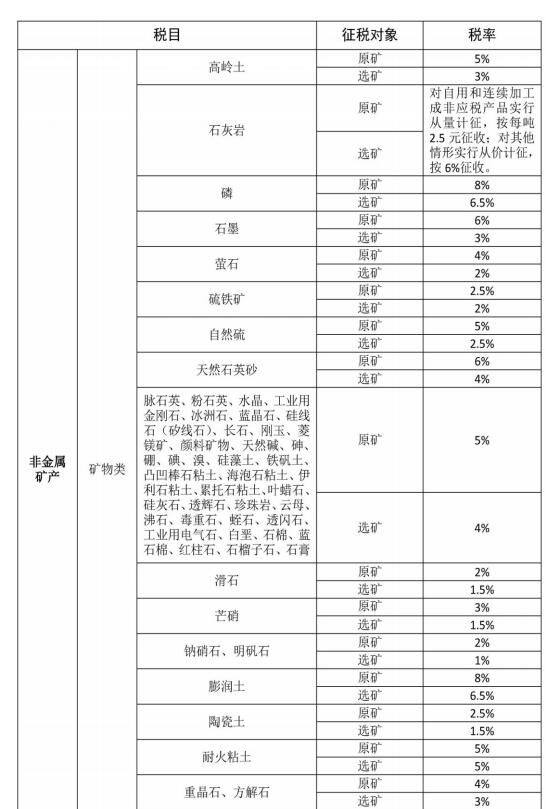 税目 征税对象 税率
非金属
矿产
矿物类
高岭土
原矿 5%
选矿 3%
石灰岩
原矿
选矿
对自用和连续加工
成非应税产品实行
从量计征，按每吨
2.5 元征收；对其他
情形实行从价计征，
按 6%征收。
磷
原矿 8%
选矿 6.5%
石墨
原矿 6%
选矿 3%
萤石
原矿 4%
选矿 2%
硫铁矿
原矿 2.5%
选矿 2%
自然硫
原矿 5%
选矿 2.5%
天然石英砂
原矿 6%
选矿 4%
脉石英、粉石英、水晶、工业用
金刚石、冰洲石、蓝晶石、硅线
石（矽线石）、长石、刚玉、菱
镁矿、颜料矿物、天然碱、砷、
硼、碘、溴、硅藻土、铁矾土、
凸凹棒石粘土、海泡石粘土、伊
利石粘土、累托石粘土、叶蜡石、
硅灰石、透辉石、珍珠岩、云母、
沸石、毒重石、蛭石、透闪石、
工业用电气石、白垩、石棉、蓝
石棉、红柱石、石榴子石、石膏
原矿 5%
选矿 4%
滑石
原矿 2%
选矿 1.5%
芒硝
原矿 3%
选矿 1.5%
钠硝石、明矾石
原矿 2%
选矿 1%
膨润土
原矿 8%
选矿 6.5%
陶瓷土
原矿 2.5%
选矿 1.5%
耐火粘土
原矿 5%
选矿 5%
重晶石、方解石
原矿 4%
选矿 3%